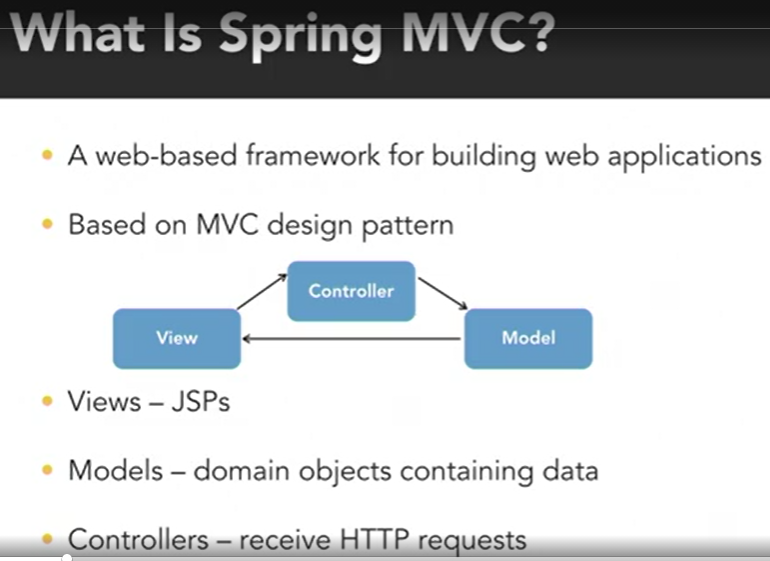 What Is Spring MVC?
• A web-based framework for building web applications
• Based on MVC design pattern
Controller
View
Model
• Views – JSPs
• Models – domain objects containing data
• Controllers – receive HTTP requests